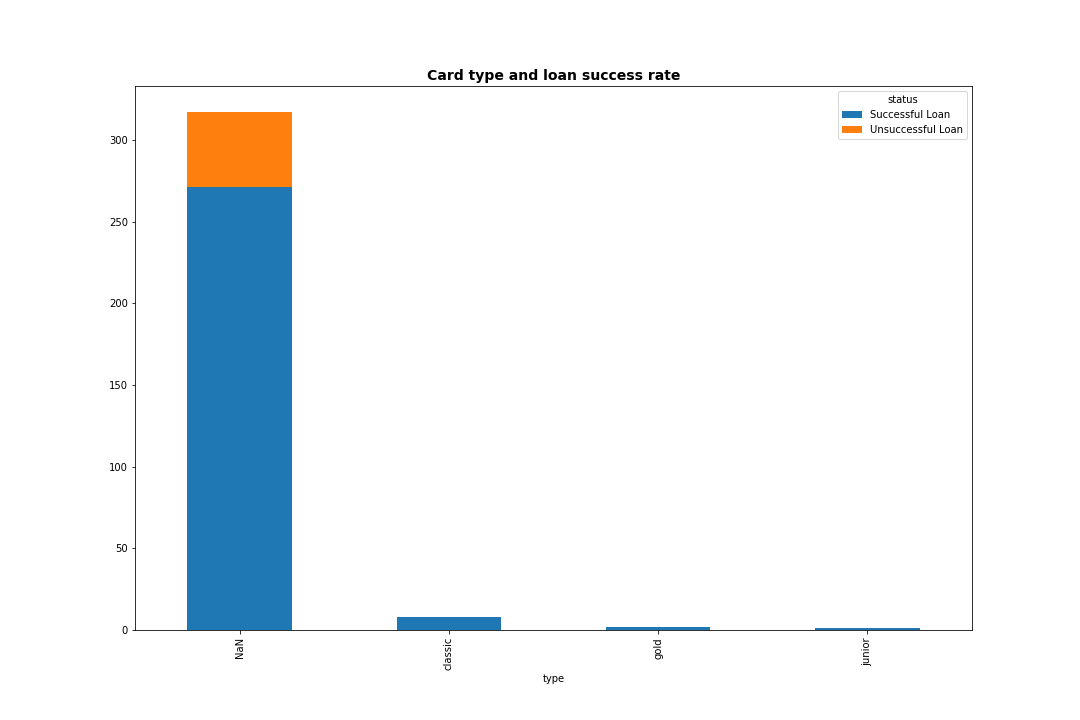 Card type and loan success rate
status
Successful Loan
Unsuccessful Loan
300
250
200
150
100
50
0
NaN
classic
gold
junior
type